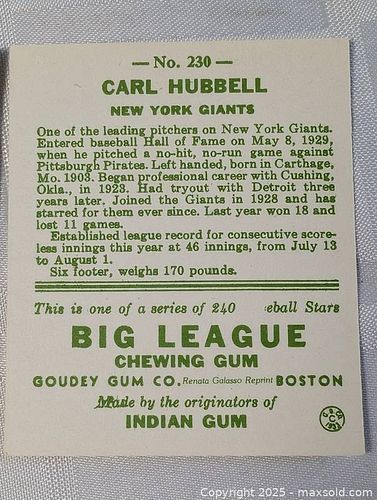 — No. 230 —
CARL HUBBELL
NEW YORK GIANTS
One of the leading pitchers on New York Giants.
Entered baseball Hall of Fame on May 8, 1929,
when he pitched a no-hit, no-run game against
Pittsburgh Pirates. Left handed, born in Carthage,
Mo. 1903. Began professional career with Cushing,
Okla., in 1923. Had tryout with Detroit three
years later. Joined the Giants in 1928 and has
starred for them ever since. Last year won 18 and
lost 11 games.
Established league record for consecutive score-
less innings this year at 46 innings, from July 13
to August 1.
Six footer, weighs 170 pounds.
This is one of a series of 240 eball Stars
BIG LEAGUE
CHEWING GUM
GOUDEY GUM CO. Renata Galasso Reprint BOSTON
Made by the originators of
INDIAN GUM
C
Copyright 2025 - maxsold.com